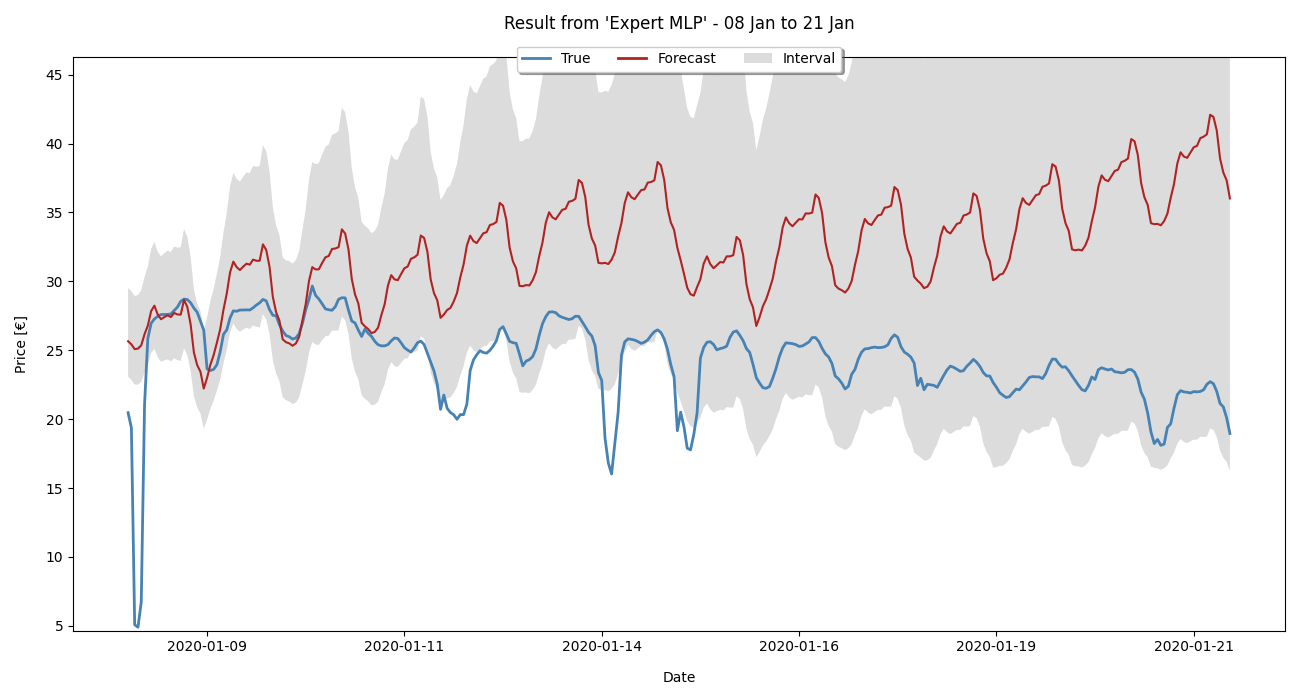 Result from 'Expert MLP' - 08 Jan to 21 Jan
True Forecast Interval
45
40
35
30
25
20
15
10
5
Price [€]
2020-01-09 2020-01-11 2020-01-14 2020-01-16 2020-01-19 2020-01-21
Date